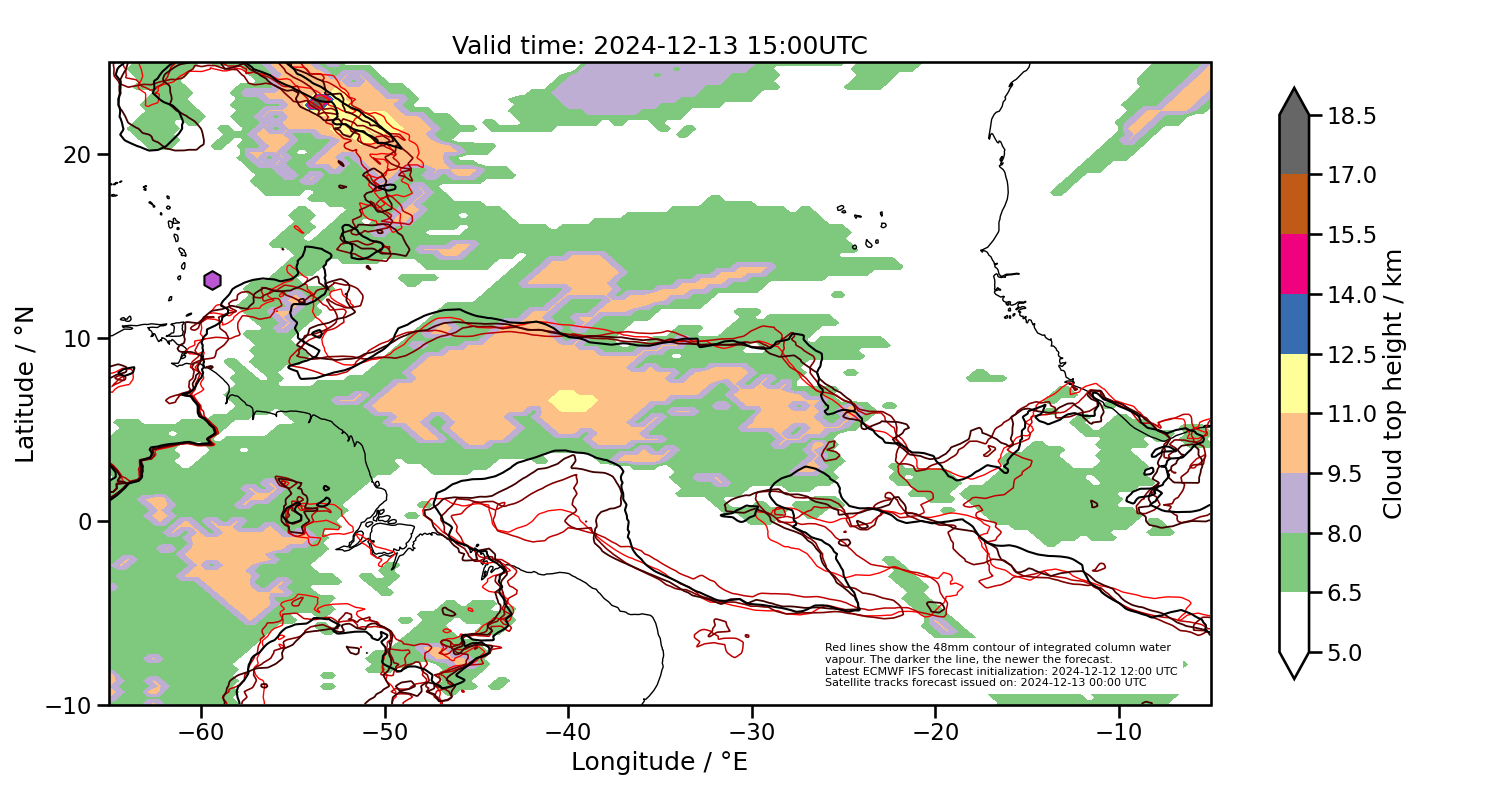 Valid time: 2024-12-13 15:00UTC
20
10
0
−10
Latitude / °N
−60
−50
−40
−30
−20
−10
Longitude / °E
Red lines show the 48mm contour of integrated column water
vapour. The darker the line, the newer the forecast.
Latest ECMWF IFS forecast initialization: 2024-12-12 12:00 UTC
Satellite tracks forecast issued on: 2024-12-13 00:00 UTC
18.5
17.0
15.5
14.0
12.5
11.0
9.5
8.0
6.5
5.0
Cloud top height / km